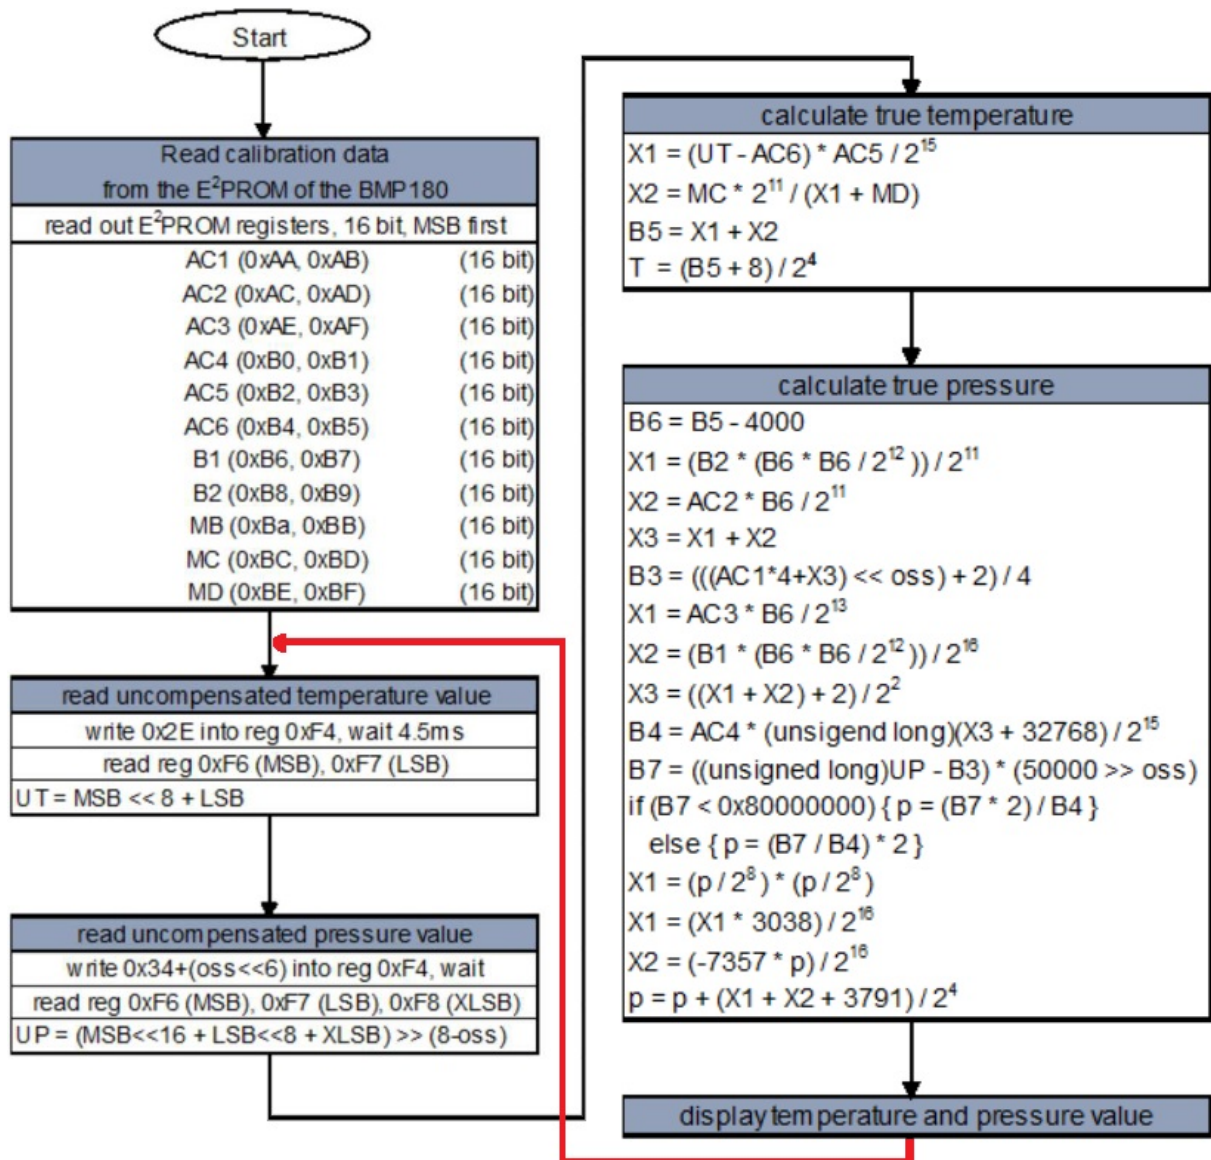 Start
Read calibration data
from the E²PROM of the BMP180
read out E²PROM registers, 16 bit, MSB first
AC1 (0xAA, 0xAB) (16 bit)
AC2 (0xAC, 0xAD) (16 bit)
AC3 (0xAE, 0xAF) (16 bit)
AC4 (0xB0, 0xB1) (16 bit)
AC5 (0xB2, 0xB3) (16 bit)
AC6 (0xB4, 0xB5) (16 bit)
B1 (0xB6, 0xB7) (16 bit)
B2 (0xB8, 0xB9) (16 bit)
MB (0xBa, 0xBB) (16 bit)
MC (0xBC, 0xBD) (16 bit)
MD (0xBE, 0xBF) (16 bit)
read uncompensated temperature value
write 0x2E into reg 0xF4, wait 4.5ms
read reg 0xF6 (MSB), 0xF7 (LSB)
UT = MSB << 8 + LSB
read uncompensated pressure value
write 0x34+(oss<<6) into reg 0xF4, wait
read reg 0xF6 (MSB), 0xF7 (LSB), 0xF8 (XLSB)
UP = (MSB<<16 + LSB<<8 + XLSB) >> (8-oss)
calculate true temperature
X1 = (UT - AC6) * AC5 / 2¹⁵
X2 = MC * 2¹¹ / (X1 + MD)
B5 = X1 + X2
T = (B5 + 8) / 2⁴
calculate true pressure
B6 = B5 - 4000
X1 = (B2 * (B6 * B6 / 2¹² )) / 2¹¹
X2 = AC2 * B6 / 2¹¹
X3 = X1 + X2
B3 = (((AC1*4+X3) << oss) + 2) / 4
X1 = AC3 * B6 / 2¹³
X2 = (B1 * (B6 * B6 / 2¹² )) / 2¹⁶
X3 = ((X1 + X2) + 2) / 2²
B4 = AC4 * (unsigend long)(X3 + 32768) / 2¹⁵
B7 = ((unsigned long)UP - B3) * (50000 >> oss)
if (B7 < 0x80000000) { p = (B7 * 2) / B4 }
else { p = (B7 / B4) * 2 }
X1 = (p / 2⁸) * (p / 2⁸)
X1 = (X1 * 3038) / 2¹⁶
X2 = (-7357 * p) / 2¹⁶
p = p + (X1 + X2 + 3791) / 2⁴
display temperature and pressure value